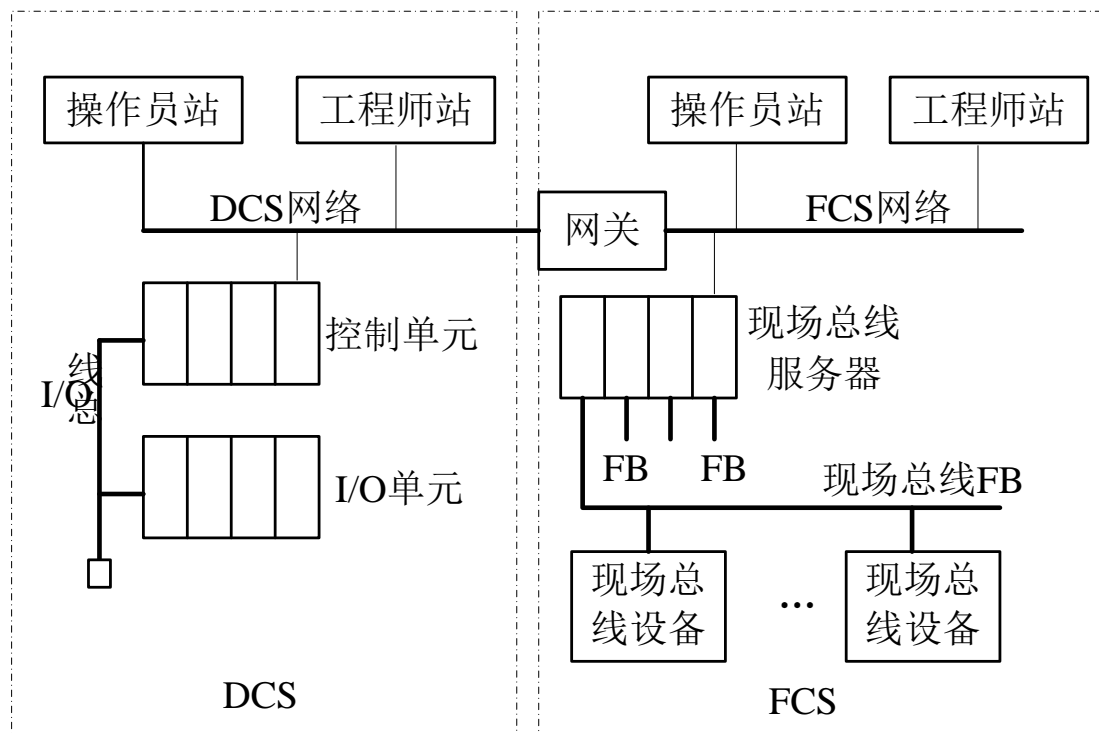 操作员站
工程师站
操作员站
工程师站
DCS网络
网关
FCS网络
控制单元
现场总线
服务器
线
I/O
总
FB
FB
I/O单元
现场总线FB
现场总
线设备
...
现场总
线设备
DCS
FCS